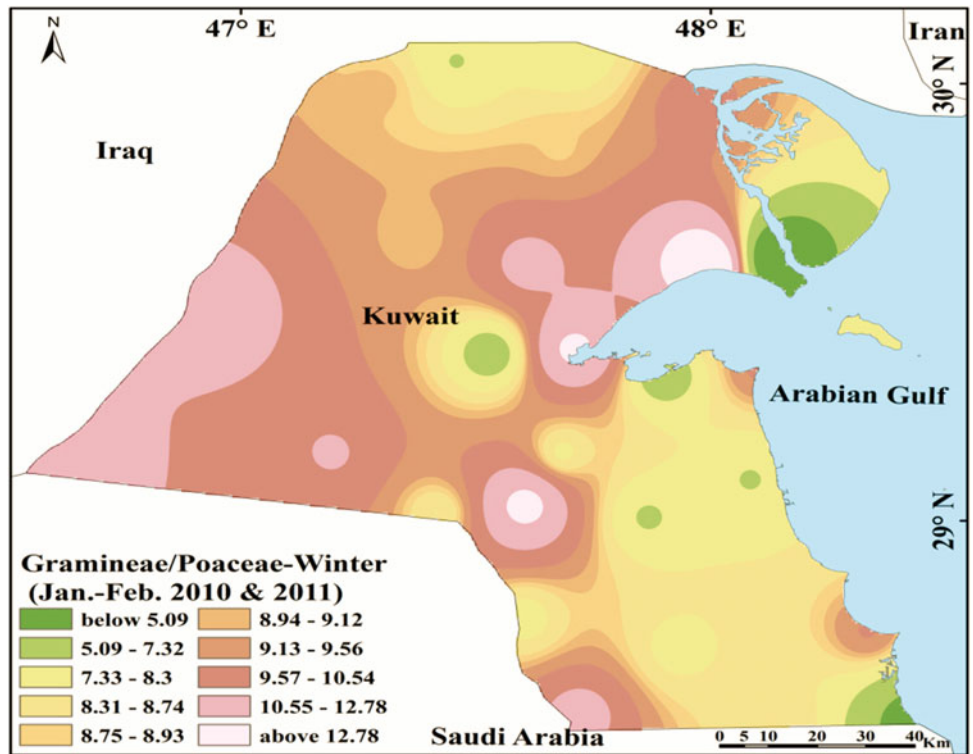 N
47° E
48° E
Iran
30° N
Iraq
Kuwait
Arabian Gulf
29° N
Gramineae/Poaceae-Winter
(Jan.-Feb. 2010 & 2011)
below 5.09
5.09 - 7.32
7.33 - 8.3
8.31 - 8.74
8.75 - 8.93
8.94 - 9.12
9.13 - 9.56
9.57 - 10.54
10.55 - 12.78
above 12.78
Saudi Arabia
0 5 10 20 30 40
Km